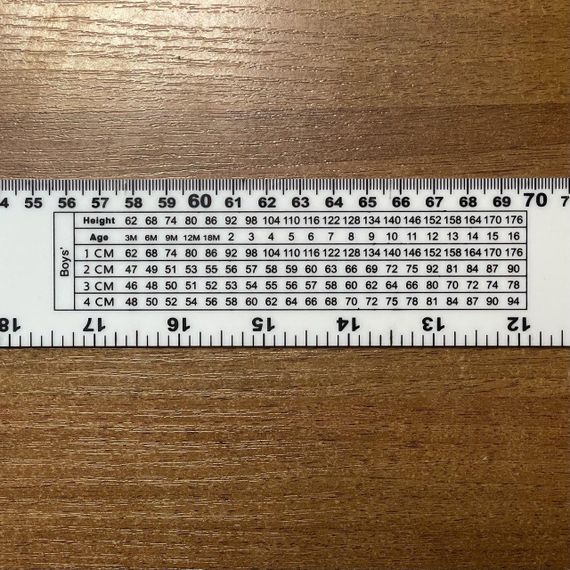 55 56 57 58 59 60 61 62 63 64 65 66 67 68 69 70
Boys'
Height 62 68 74 80 86 92 98 104 110 116 122 128 134 140 146 152 158 164 170 176
Age 3M 6M 9M 12M 18M 2 3 4 5 6 7 8 9 10 11 12 13 14 15 16
1 CM 62 68 74 80 86 92 98 104 110 116 122 128 134 140 146 152 158 164 170 176
2 CM 47 49 51 53 55 56 57 58 59 60 63 66 69 72 75 92 81 84 87 90
3 CM 46 48 50 51 52 53 54 55 56 57 58 60 62 64 66 80 70 72 74 78
4 CM 48 50 52 54 56 58 60 62 64 66 68 70 72 75 78 81 84 87 90 94
18 17 16 15 14 13 12